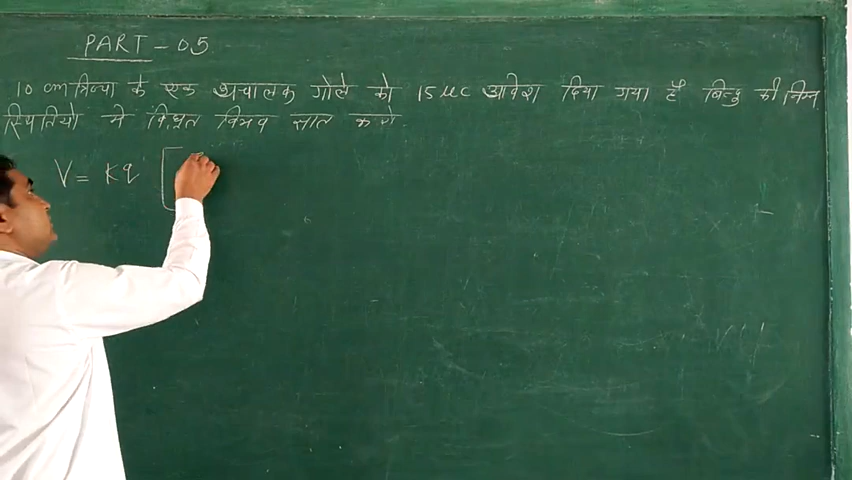 PART - 05
10 cm त्रिज्या के एक अचालक गोले को 15 μc आवेश दिया गया है बिन्दु की निम्न
स्थितियो मे विधुत विभव ज्ञात करो.
V = Kq [